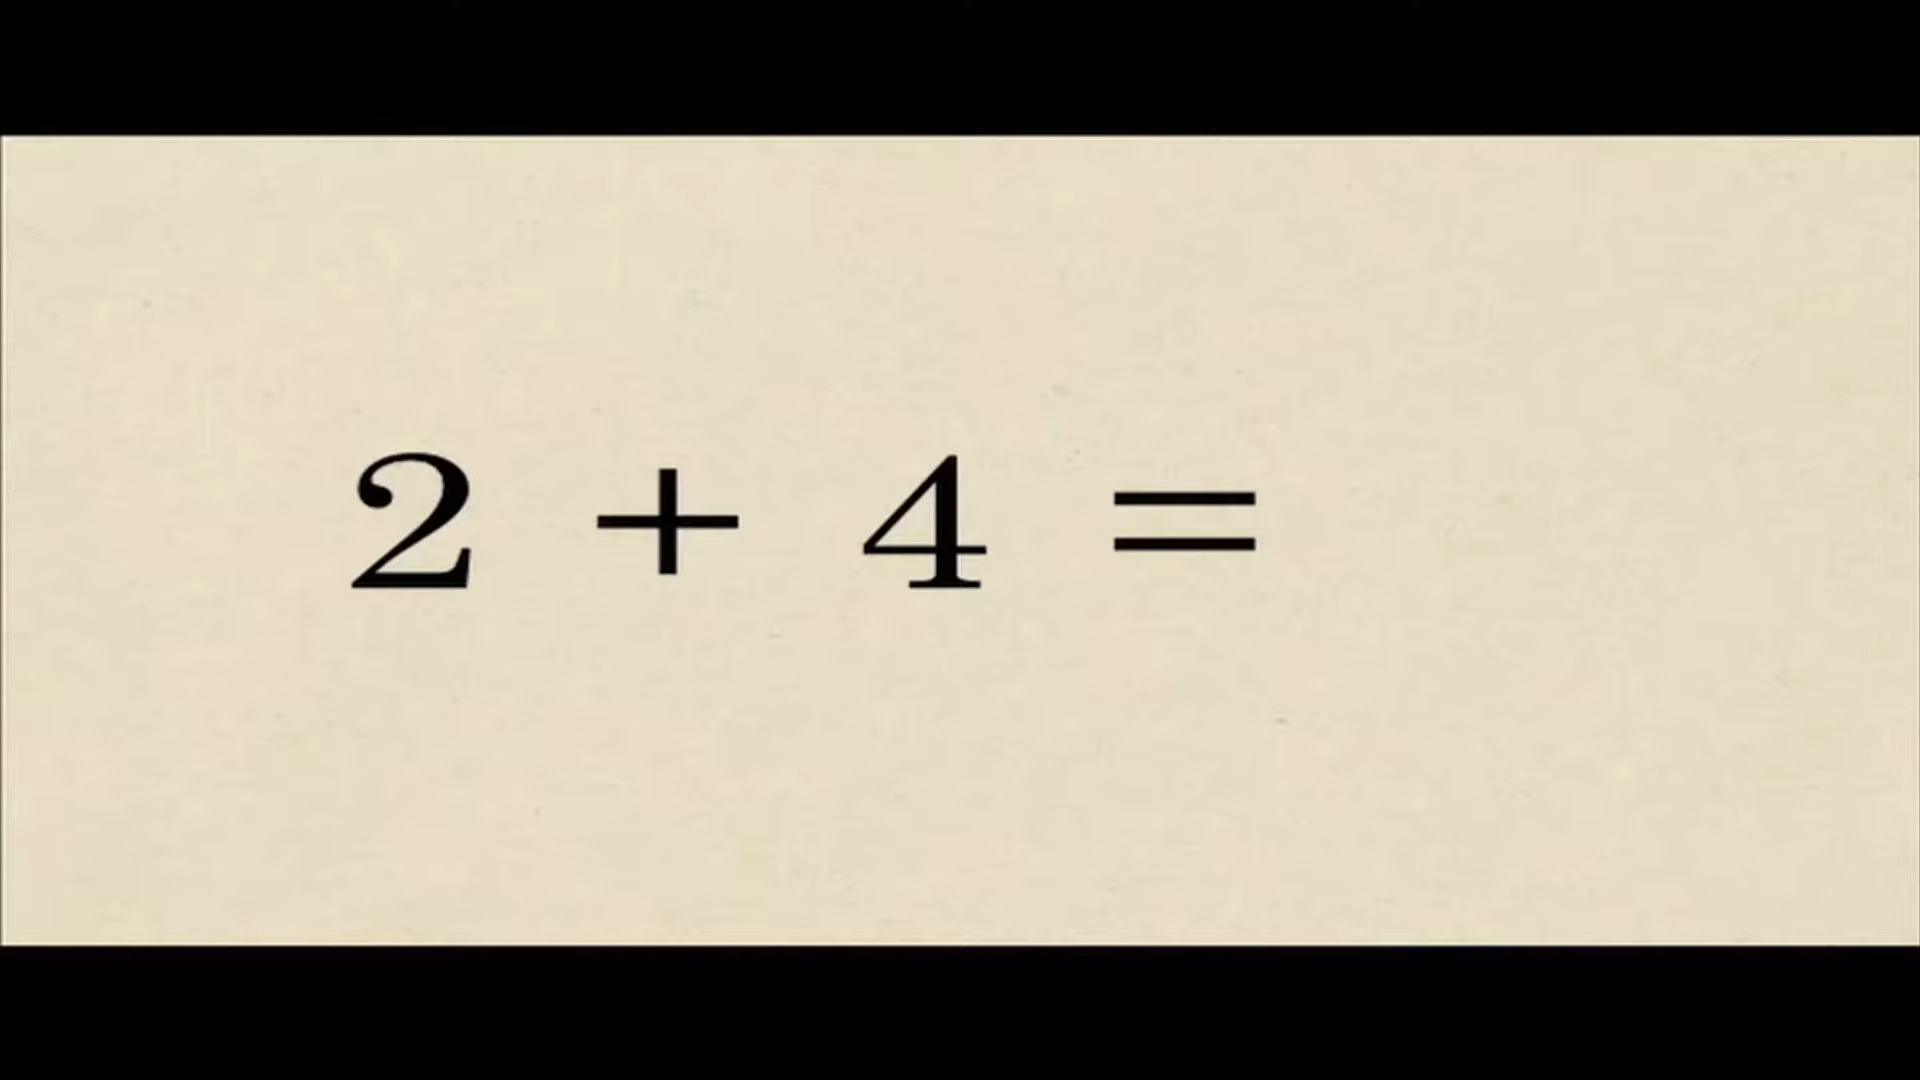 2 + 4 =